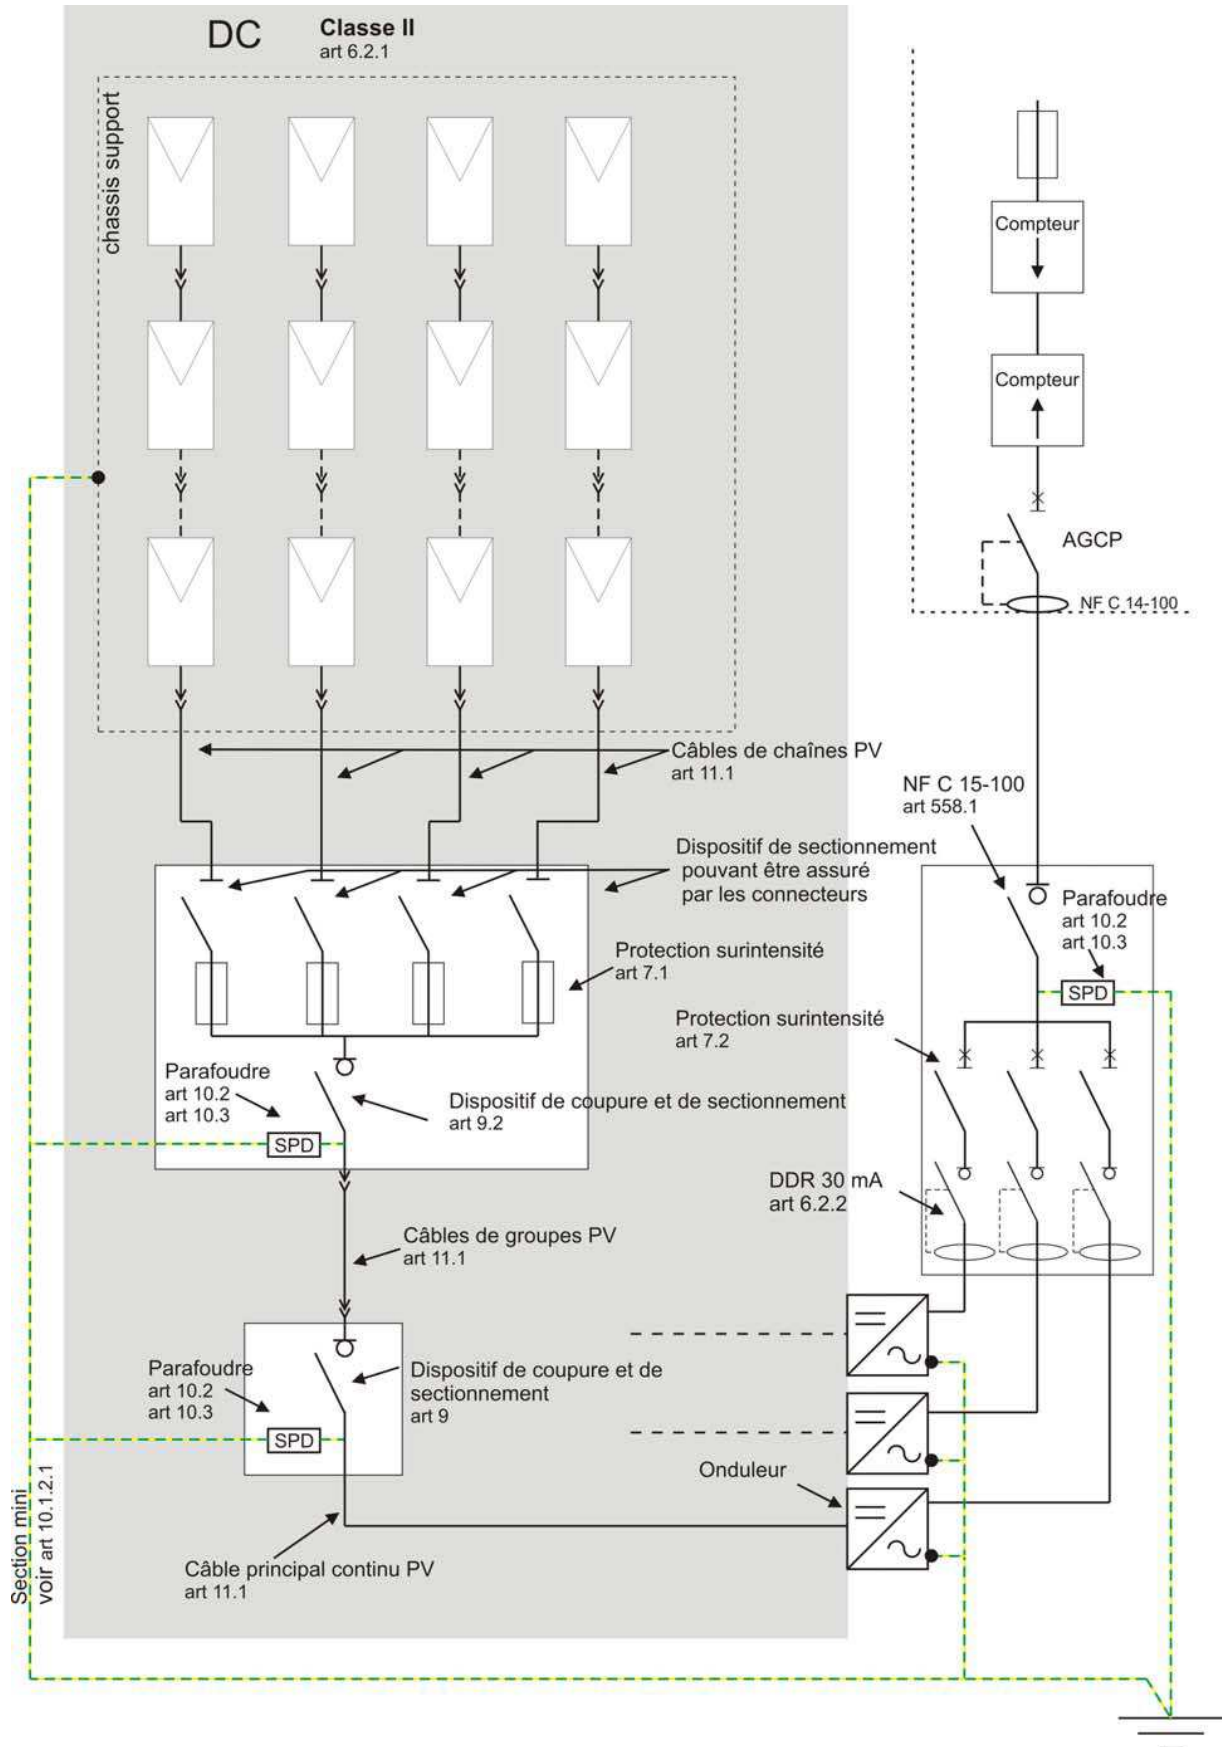 DC
Classe II
art 6.2.1
chassis support
Compteur
Compteur
AGCP
NF C 14-100
Câbles de chaînes PV
art 11.1
NF C 15-100
art 558.1
Dispositif de sectionnement
pouvant être assuré
par les connecteurs
Parafoudre
art 10.2
art 10.3
SPD
Protection surintensité
art 7.1
Protection surintensité
art 7.2
Parafoudre
art 10.2
art 10.3
SPD
Dispositif de coupure et de sectionnement
art 9.2
DDR 30 mA
art 6.2.2
Câbles de groupes PV
art 11.1
Parafoudre
art 10.2
art 10.3
SPD
Dispositif de coupure et de
sectionnement
art 9
Onduleur
Câble principal continu PV
art 11.1
Section mini
voir art 10.1.2.1